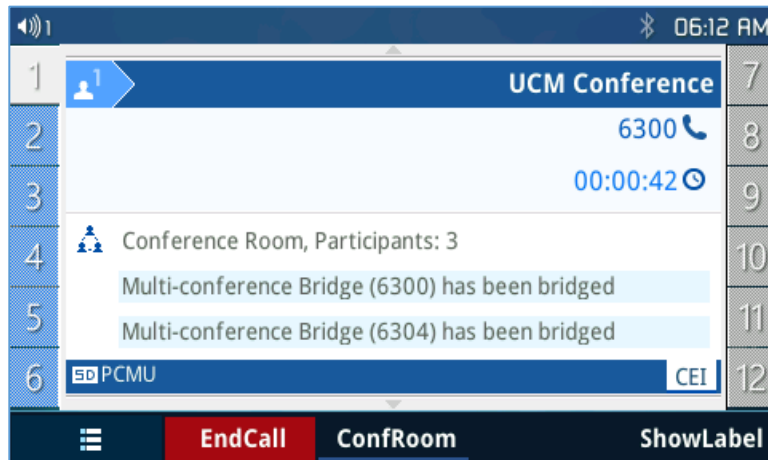 1 06:12 AM
1 1 UCM Conference 7
2 6300 8
3 00:00:42 9
4 Conference Room, Participants: 3 10
Multi-conference Bridge (6300) has been bridged
5 Multi-conference Bridge (6304) has been bridged 11
6 SD PCMU CEI 12
EndCall ConfRoom ShowLabel